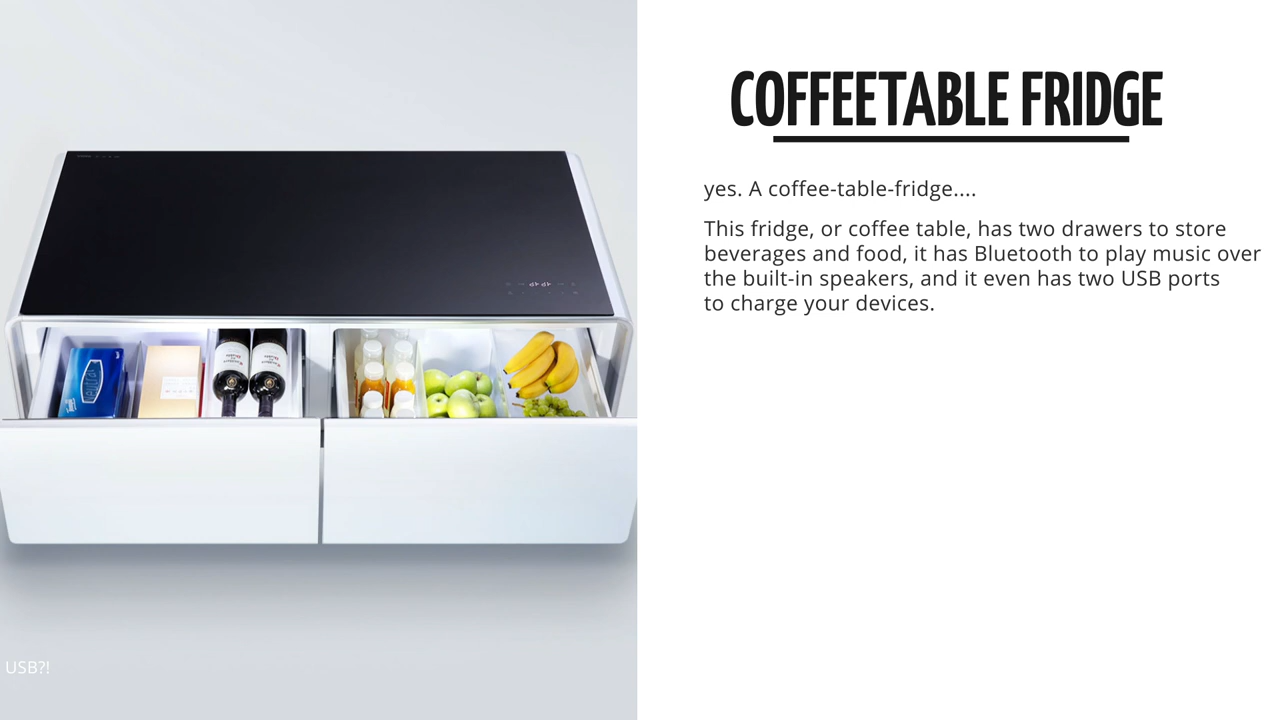 COFFEETABLE FRIDGE
yes. A coffee-table-fridge....
This fridge, or coffee table, has two drawers to store
beverages and food, it has Bluetooth to play music over
the built-in speakers, and it even has two USB ports
to charge your devices.
USB?!